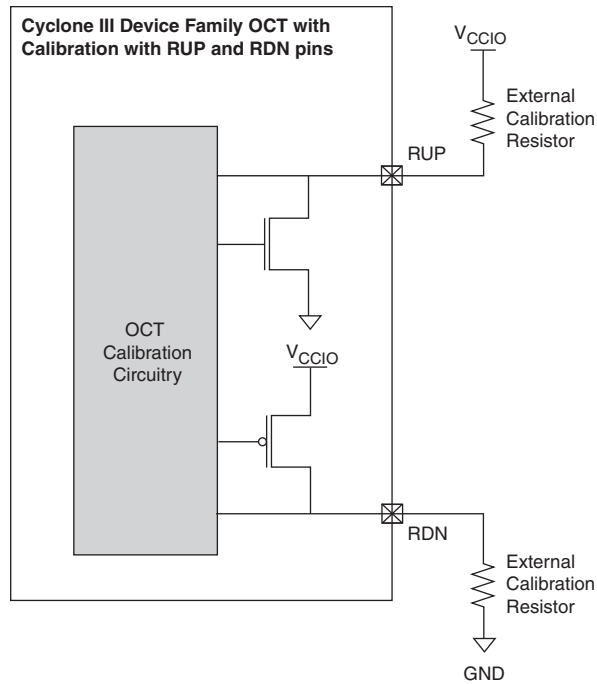 Cyclone III Device Family OCT with
Calibration with RUP and RDN pins
VCCIO
External
Calibration
Resistor
RUP
OCT
Calibration
Circuitry
VCCIO
RDN
External
Calibration
Resistor
GND